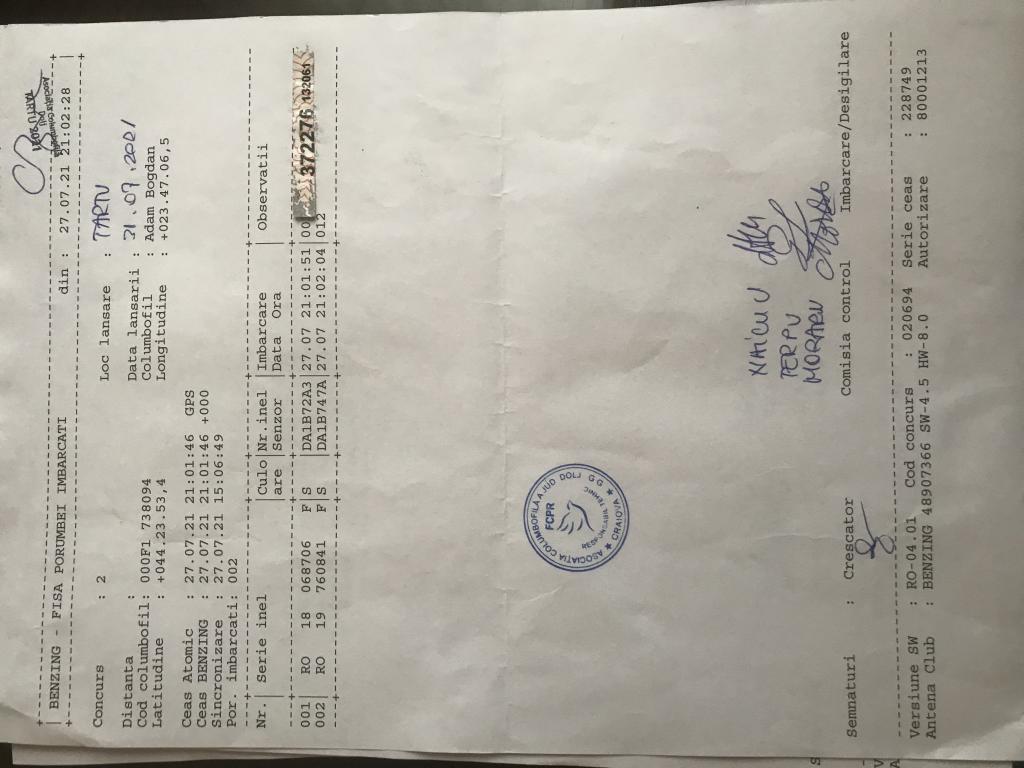 BENZING - FISA PORUMBEI IMBARCATI din : 27.07.21 21:02:28
TARTU 2021
Concurs : 2 Loc lansare : TARTU
Distanta : Data lansarii : 31.07.2021
Cod columbofil: 000F1 738094 Columbofil : Adam Bogdan
Latitudine : +044.23.53,4 Longitudine : +023.47.06,5
Ceas Atomic : 27.07.21 21:01:46 GPS
Ceas BENZING : 27.07.21 21:01:46 +000
Sincronizare : 27.07.21 15:06:49
Por. imbarcati: 002
Nr. | Serie inel |Culo|Nr.inel |Imbarcare | Observatii
|are |Senzor |Data Ora |
001| RO 18 068706 F|S |DA1B72A3|27.07 21:01:51|00
002| RO 19 760841 F|S |DA1B747A|27.07 21:02:04|012
372276 132061
ASOCIATIA COLUMBOFILA A JUD DOLJ GG ★ CRAIOVA ★
FCPR
RESPONSABIL TEHNIC
PERPU
MORARU
Semnaturi : Crescator Comisia control Imbarcare/Desigilare
Versiune SW : RO-04.01 Cod concurs : 020694 Serie ceas : 228749
Antena Club : BENZING 48907366 SW-4.5 HW-8.0 Autorizare : 80001213